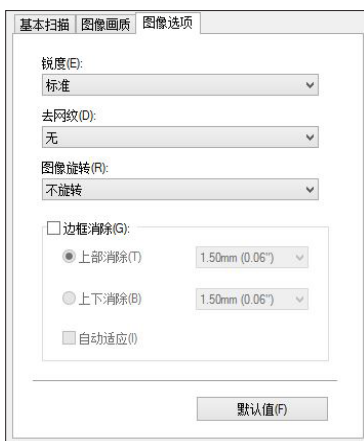 基本扫描 图像画质 图像选项
锐度(E):
标准
去网纹(D):
无
图像旋转(R):
不旋转
边框消除(G):
上部消除(T) 1.50mm (0.06")
上下消除(B) 1.50mm (0.06")
自动适应(I)
默认值(F)